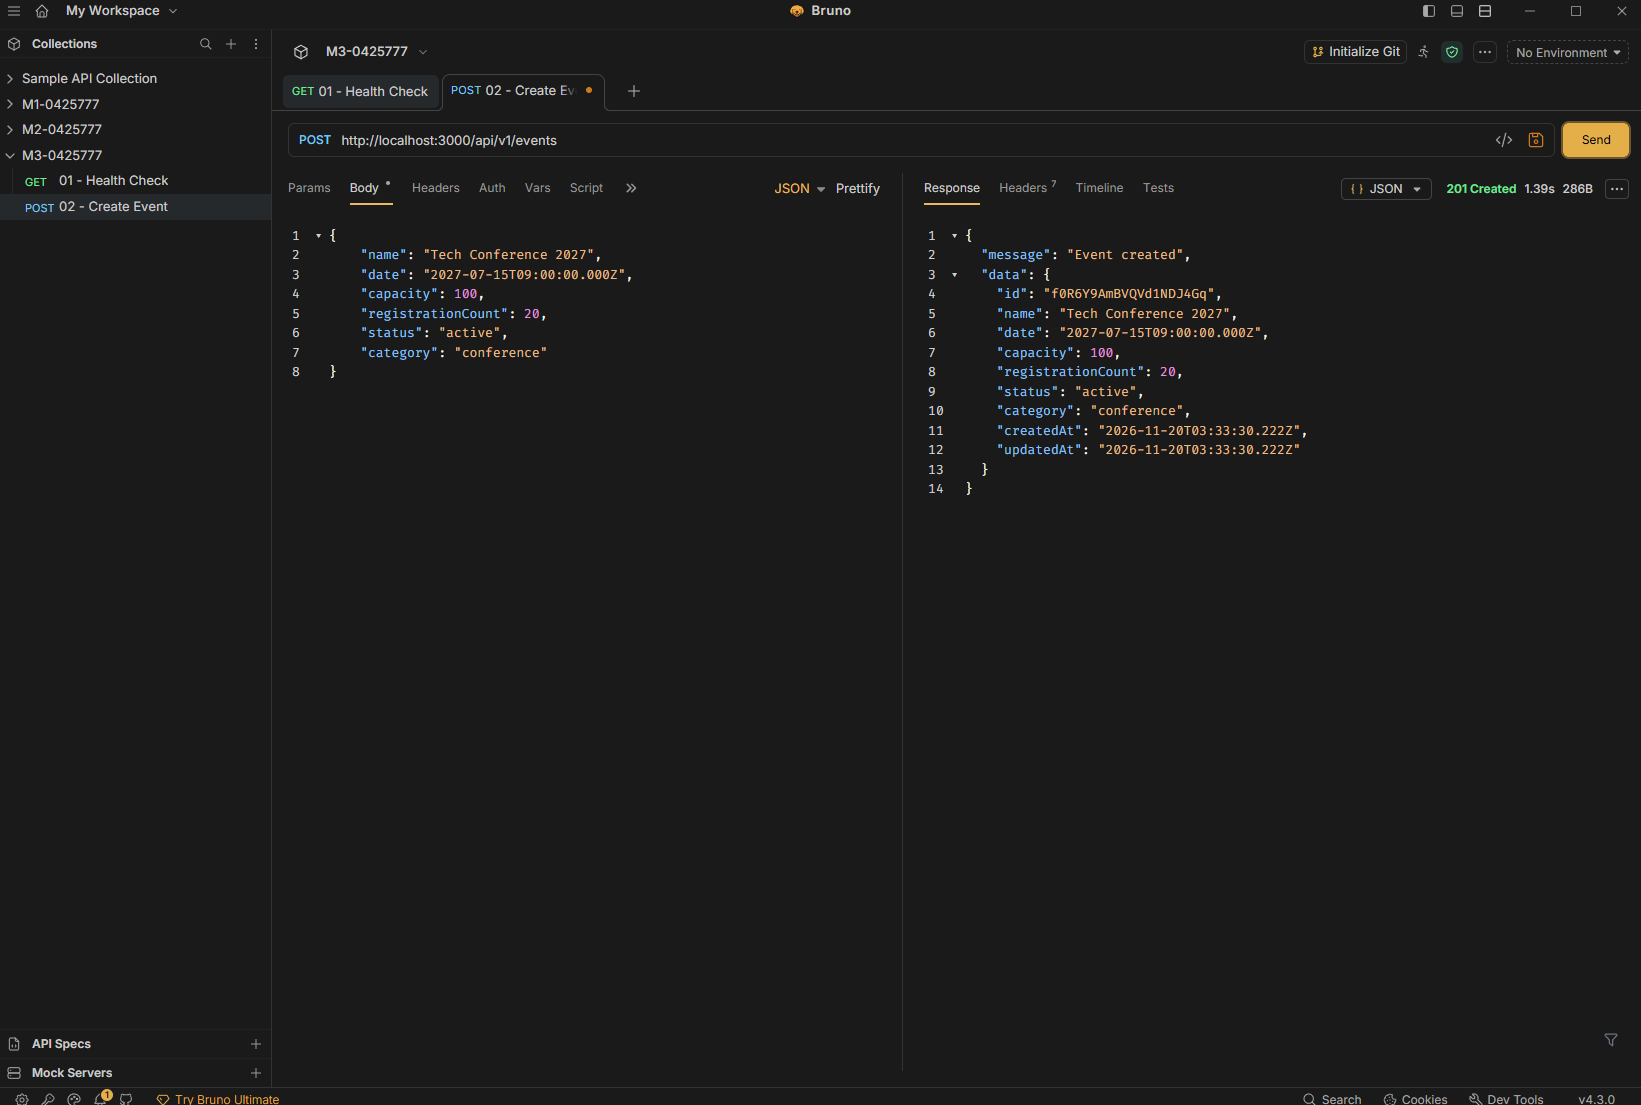 My Workspace
Bruno
Collections
M3-0425777
Initialize Git
No Environment
Sample API Collection
M1-0425777
M2-0425777
M3-0425777
GET 01 - Health Check
POST 02 - Create Event
GET 01 - Health Check
POST 02 - Create Ev
POST http://localhost:3000/api/v1/events
</>
Send
Params Body Headers Auth Vars Script
JSON Prettify
1 {
2 "name": "Tech Conference 2027",
3 "date": "2027-07-15T09:00:00.000Z",
4 "capacity": 100,
5 "registrationCount": 20,
6 "status": "active",
7 "category": "conference"
8 }
Response Headers 7 Timeline Tests
{ } JSON 201 Created 1.39s 286B
1 {
2 "message": "Event created",
3 "data": {
4 "id": "f0R6Y9AmBVQVd1NDJ4Gq",
5 "name": "Tech Conference 2027",
6 "date": "2027-07-15T09:00:00.000Z",
7 "capacity": 100,
8 "registrationCount": 20,
9 "status": "active",
10 "category": "conference",
11 "createdAt": "2026-11-20T03:33:30.222Z",
12 "updatedAt": "2026-11-20T03:33:30.222Z"
13 }
14 }
API Specs
Mock Servers
1
Try Bruno Ultimate
Search
Cookies
Dev Tools
v4.3.0